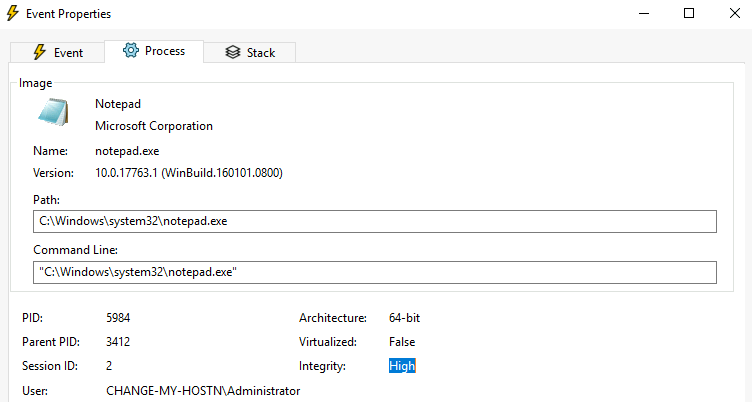 Event Properties
Event Process Stack
Image
Notepad
Microsoft Corporation
Name: notepad.exe
Version: 10.0.17763.1 (WinBuild.160101.0800)
Path:
C:\Windows\system32\notepad.exe
Command Line:
"C:\Windows\system32\notepad.exe"
PID: 5984 Architecture: 64-bit
Parent PID: 3412 Virtualized: False
Session ID: 2 Integrity: High
User: CHANGE-MY-HOSTN\Administrator